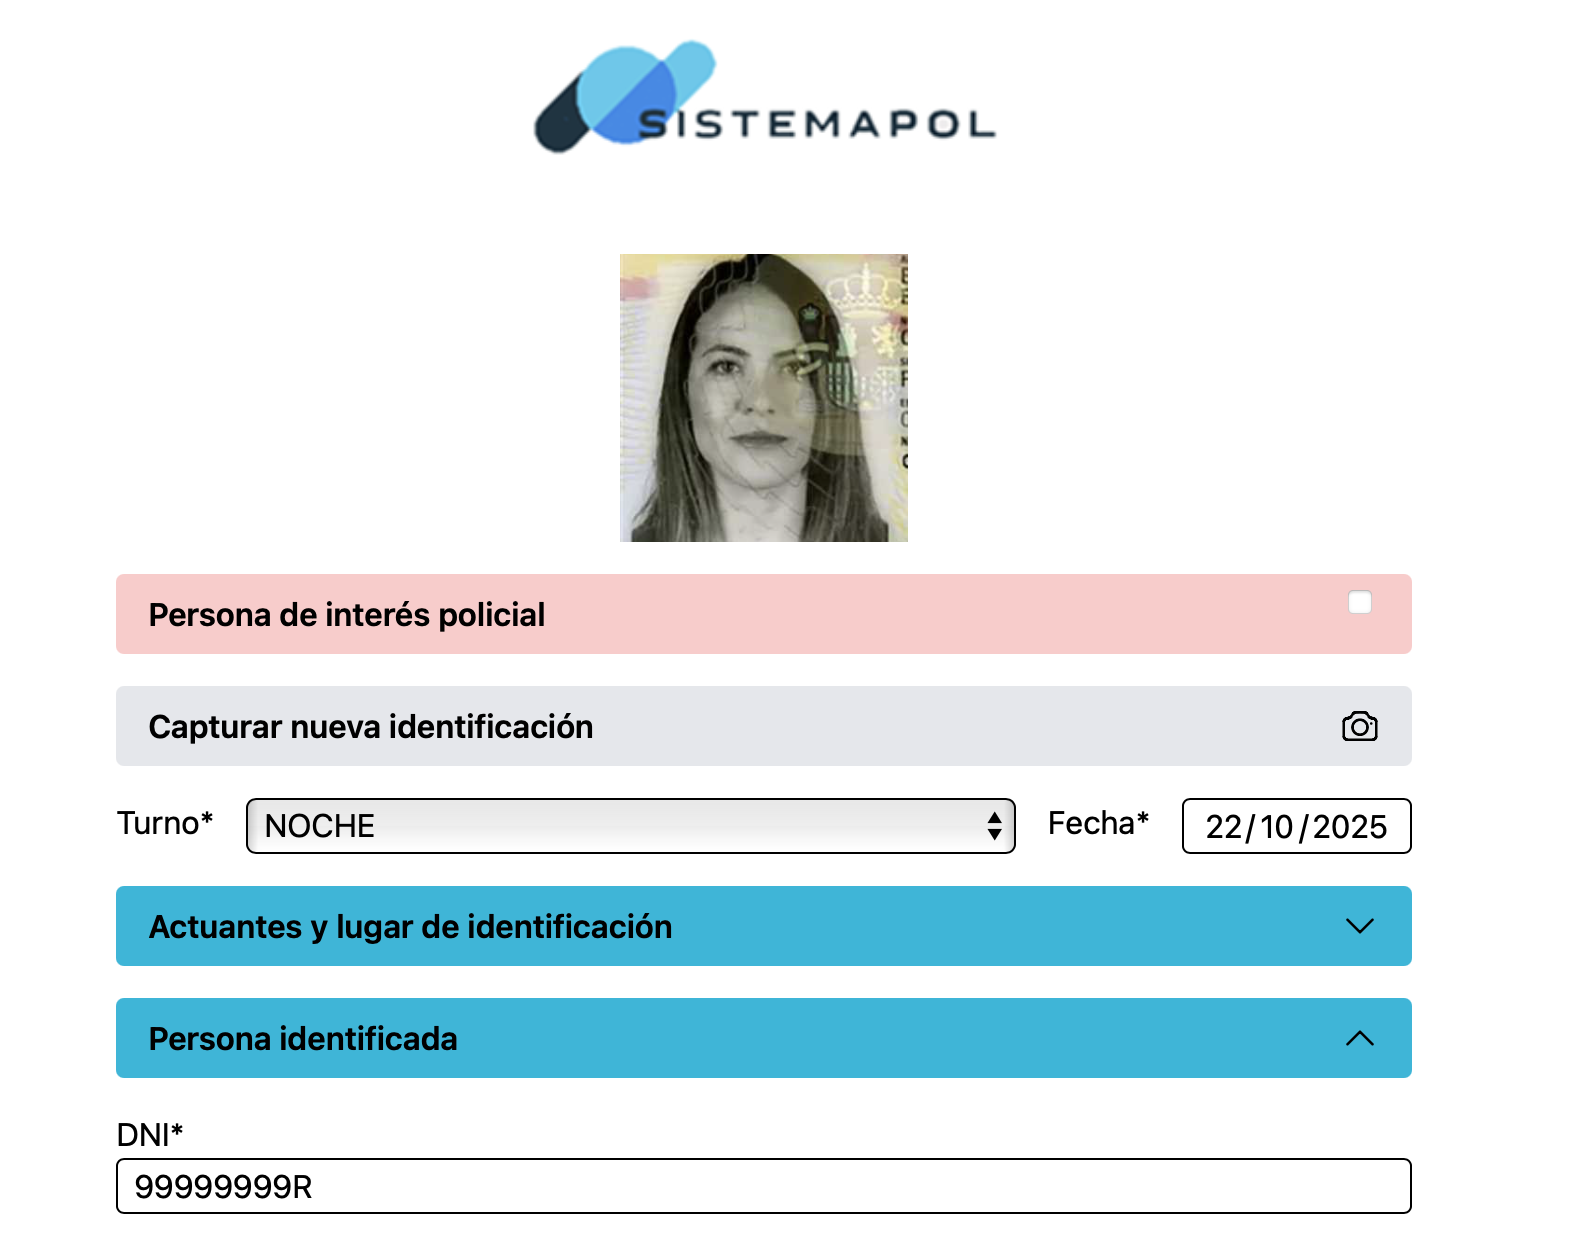 SISTEMAPOL
Persona de interés policial
Capturar nueva identificación
Turno* NOCHE Fecha* 22/10/2025
Actuantes y lugar de identificación
Persona identificada
DNI*
99999999R